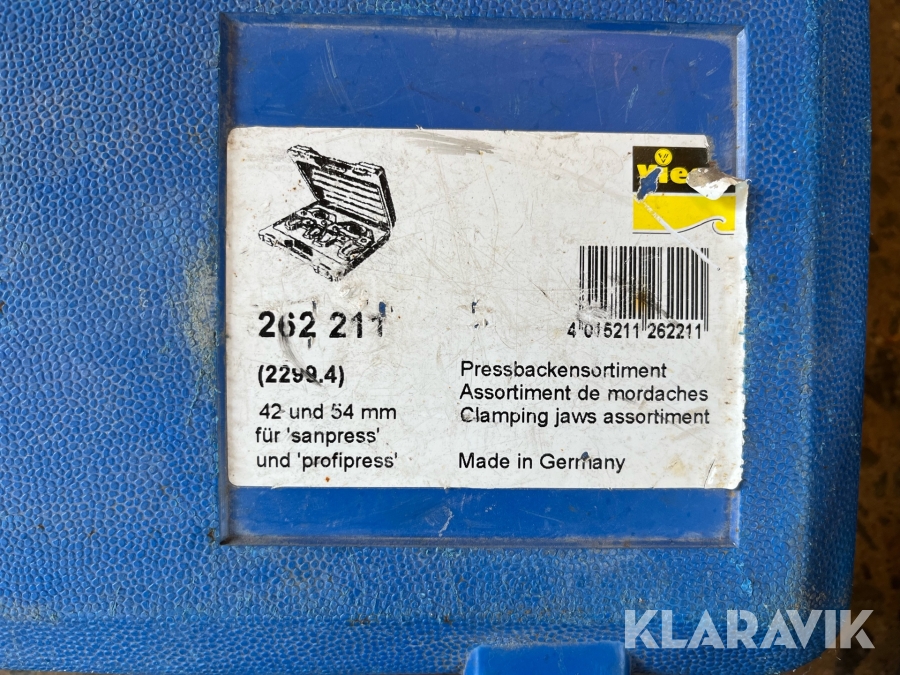 262 211
4 015211 262211
(2299.4)
42 und 54 mm
für 'sanpress'
und 'profipress'
Pressbackensortiment
Assortiment de mordaches
Clamping jaws assortiment
Made in Germany
KLARAVIK